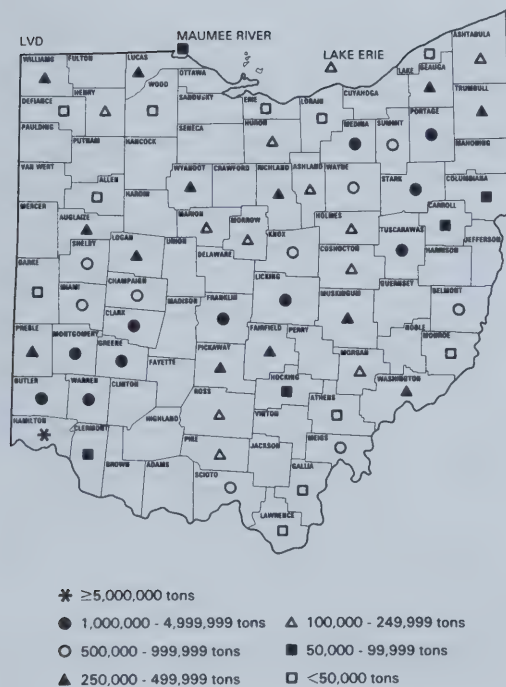 LVD
MAUMEE RIVER
LAKE ERIE
ASHTABULA
WILLIAMS
FULTON
LUCAS
OTTAWA
LAKE
GEAUGA
HENRY
WOOD
SANDUSKY
ERIE
LORAIN
CUYAHOGA
TRUMBULL
DEFIANCE
HURON
MEDINA
SUMMIT
PORTAGE
PAULDING
PUTNAM
HANCOCK
SENECA
MAHONING
VAN WERT
ALLEN
WYANDOT
CRAWFORD
RICHLAND
ASHLAND
WAYNE
STARK
COLUMBIANA
HARDIN
MERCER
AUGLAIZE
MARION
MORROW
HOLMES
CARROLL
TUSCARAWAS
JEFFERSON
SHELBY
LOGAN
UNION
DELAWARE
KNOX
COSHOCTON
HARRISON
DARKE
MIAMI
CHAMPAIGN
LICKING
GUERNSEY
CLARK
MADISON
FRANKLIN
MUSKINGUM
BELMONT
PREBLE
MONTGOMERY
GREENE
FAIRFIELD
PERRY
NOBLE
MONROE
FAYETTE
PICKAWAY
MORGAN
BUTLER
WARREN
CLINTON
HOCKING
WASHINGTON
ROSS
ATHENS
HAMILTON
CLERMONT
HIGHLAND
VINTON
PIKE
MEIGS
BROWN
ADAMS
JACKSON
SCIOTO
GALLIA
LAWRENCE
≥5,000,000 tons
1,000,000 - 4,999,999 tons
100,000 - 249,999 tons
500,000 - 999,999 tons
50,000 - 99,999 tons
250,000 - 499,999 tons
<50,000 tons